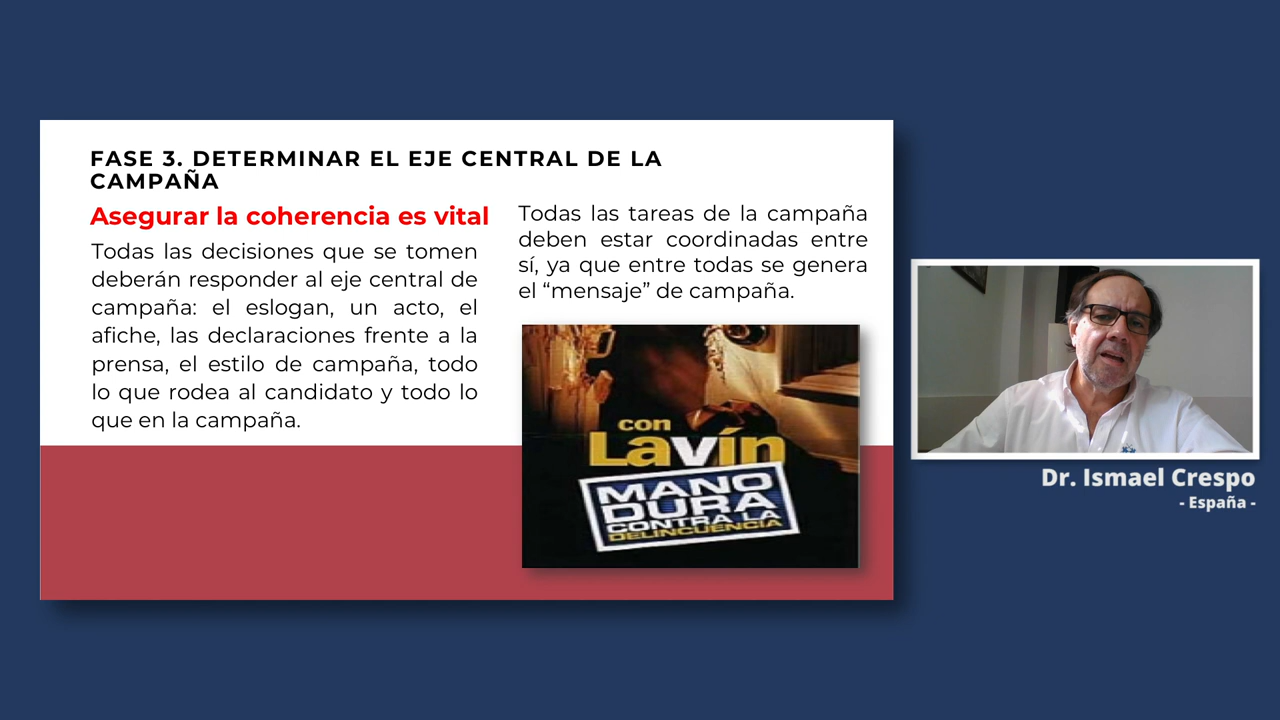 FASE 3. DETERMINAR EL EJE CENTRAL DE LA
CAMPAÑA
Asegurar la coherencia es vital
Todas las decisiones que se tomen
deberán responder al eje central de
campaña: el eslogan, un acto, el
afiche, las declaraciones frente a la
prensa, el estilo de campaña, todo
lo que rodea al candidato y todo lo
que en la campaña.
Todas las tareas de la campaña
deben estar coordinadas entre
sí, ya que entre todas se genera
el “mensaje” de campaña.
con
Lavín
MANO
DURA
CONTRA LA
DELINCUENCIA
Dr. Ismael Crespo
- España -